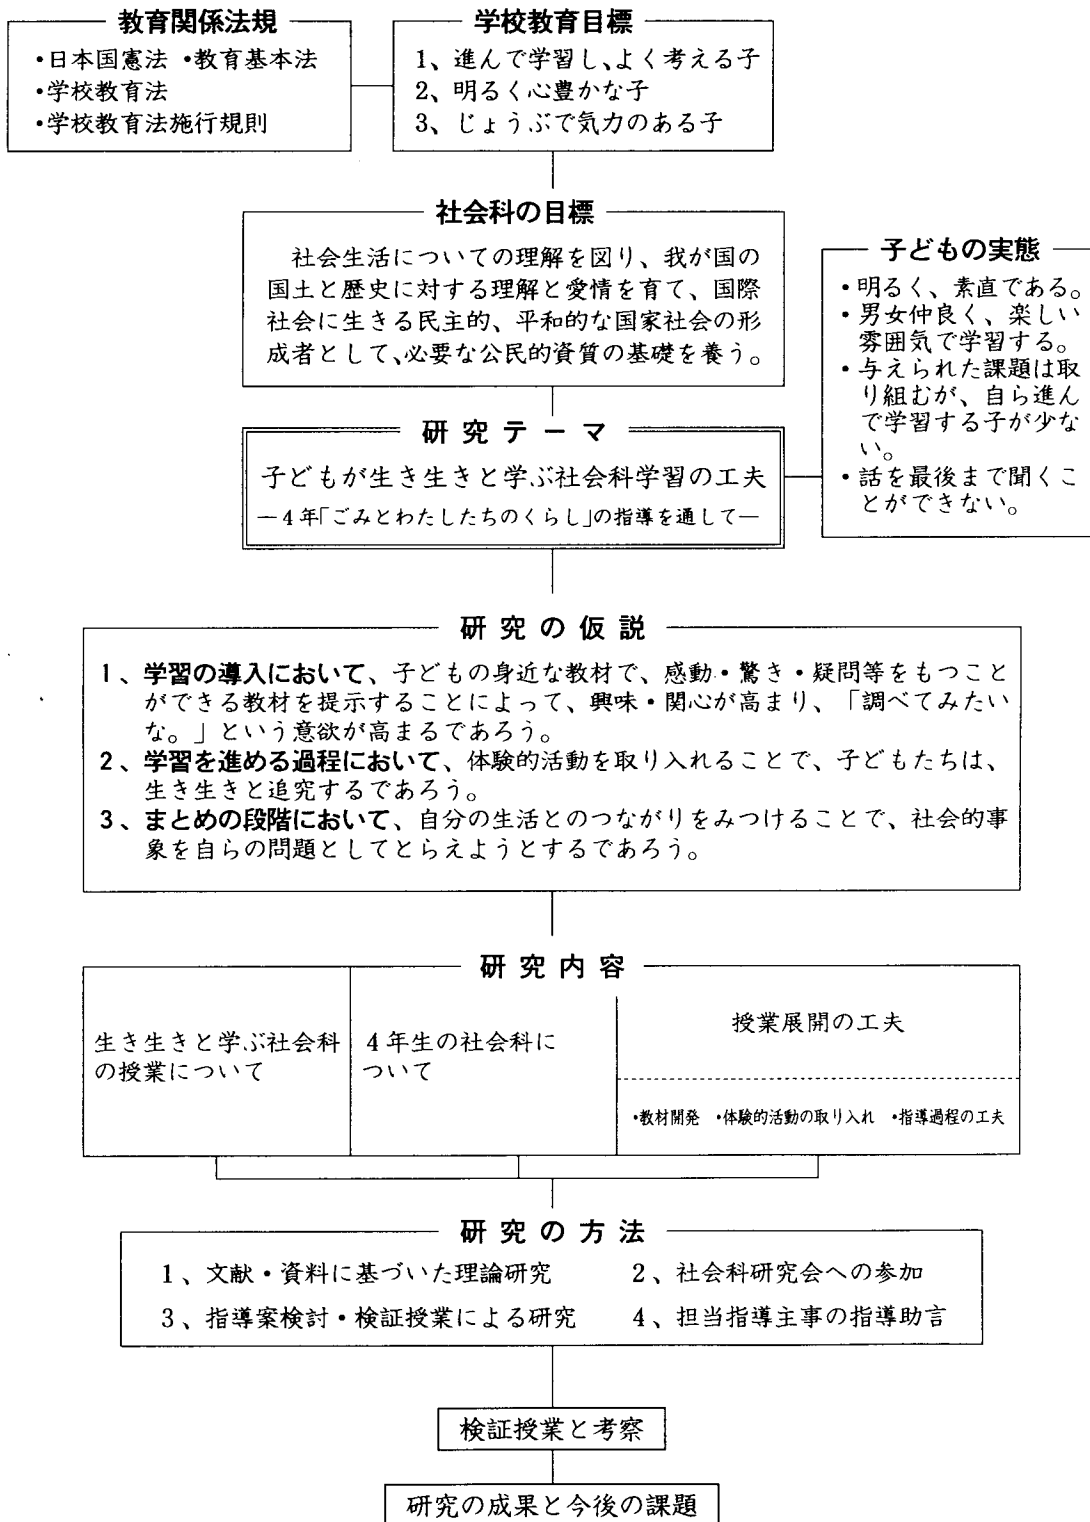 教育関係法規
・日本国憲法 ・教育基本法
・学校教育法
・学校教育法施行規則
学校教育目標
1、進んで学習し、よく考える子
2、明るく心豊かな子
3、じょうぶで気力のある子
社会科の目標
社会生活についての理解を図り、我が国の
国土と歴史に対する理解と愛情を育て、国際
社会に生きる民主的、平和的な国家社会の形
成者として、必要な公民的資質の基礎を養う。
子どもの実態
・明るく、素直である。
・男女仲良く、楽しい
雰囲気で学習する。
・与えられた課題は取
り組むが、自ら進ん
で学習する子が少な
い。
・話を最後まで聞くこ
とができない。
研究テーマ
子どもが生き生きと学ぶ社会科学習の工夫
―4年「ごみとわたしたちのくらし」の指導を通して―
研究の仮説
1、学習の導入において、子どもの身近な教材で、感動・驚き・疑問等をもつこと
ができる教材を提示することによって、興味・関心が高まり、「調べてみたい
な。」という意欲が高まるであろう。
2、学習を進める過程において、体験的活動を取り入れることで、子どもたちは、
生き生きと追究するであろう。
3、まとめの段階において、自分の生活とのつながりをみつけることで、社会的事
象を自らの問題としてとらえようとするであろう。
研究内容
生き生きと学ぶ社会科
の授業について
4年生の社会科に
ついて
授業展開の工夫
・教材開発 ・体験的活動の取り入れ ・指導過程の工夫
研究の方法
1、文献・資料に基づいた理論研究 2、社会科研究会への参加
3、指導案検討・検証授業による研究 4、担当指導主事の指導助言
検証授業と考察
研究の成果と今後の課題